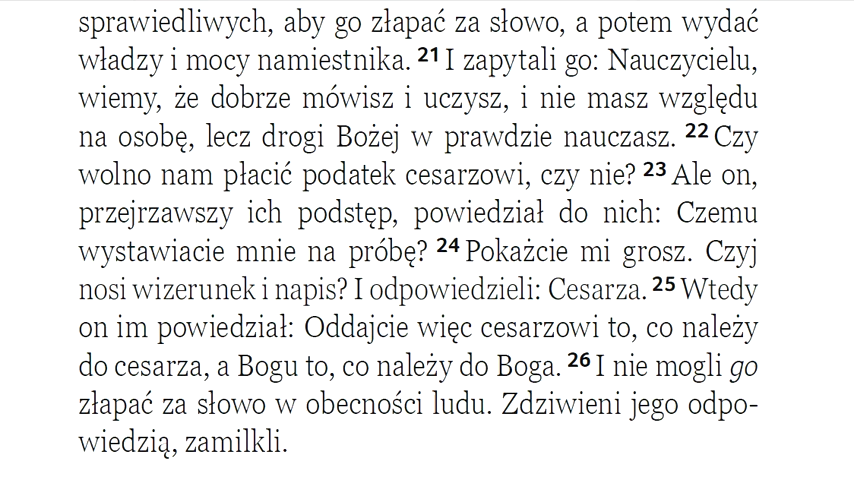 sprawiedliwych, aby go złapać za słowo, a potem wydać
władzy i mocy namiestnika. 21 I zapytali go: Nauczycielu,
wiemy, że dobrze mówisz i uczysz, i nie masz względu
na osobę, lecz drogi Bożej w prawdzie nauczasz. 22 Czy
wolno nam płacić podatek cesarzowi, czy nie? 23 Ale on,
przejrzawszy ich podstęp, powiedział do nich: Czemu
wystawiacie mnie na próbę? 24 Pokażcie mi grosz. Czyj
nosi wizerunek i napis? I odpowiedzieli: Cesarza. 25 Wtedy
on im powiedział: Oddajcie więc cesarzowi to, co należy
do cesarza, a Bogu to, co należy do Boga. 26 I nie mogli go
złapać za słowo w obecności ludu. Zdziwieni jego odpo-
wiedzią, zamilkli.